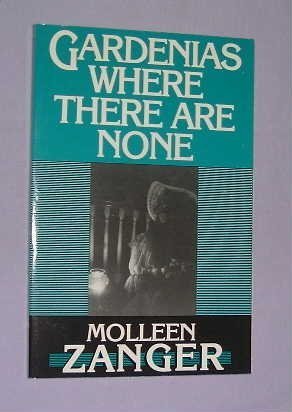 GARDENIAS
WHERE
THERE ARE
NONE
MOLLEEN
ZANGER